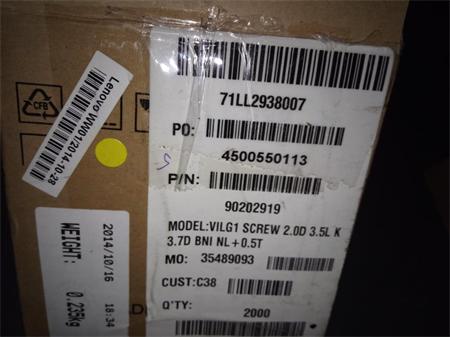 71LL2938007
PO:
4500550113
P/N:
90202919
MODEL:VILG1 SCREW 2.0D 3.5L K
3.7D BNI NL+0.5T
MO: 35489093
CUST:C38
Q'TY: 2000
Lenovo WW01/2014-10-28
CFB
2014/10/16 18:34
WEIGHT: 0.235kg